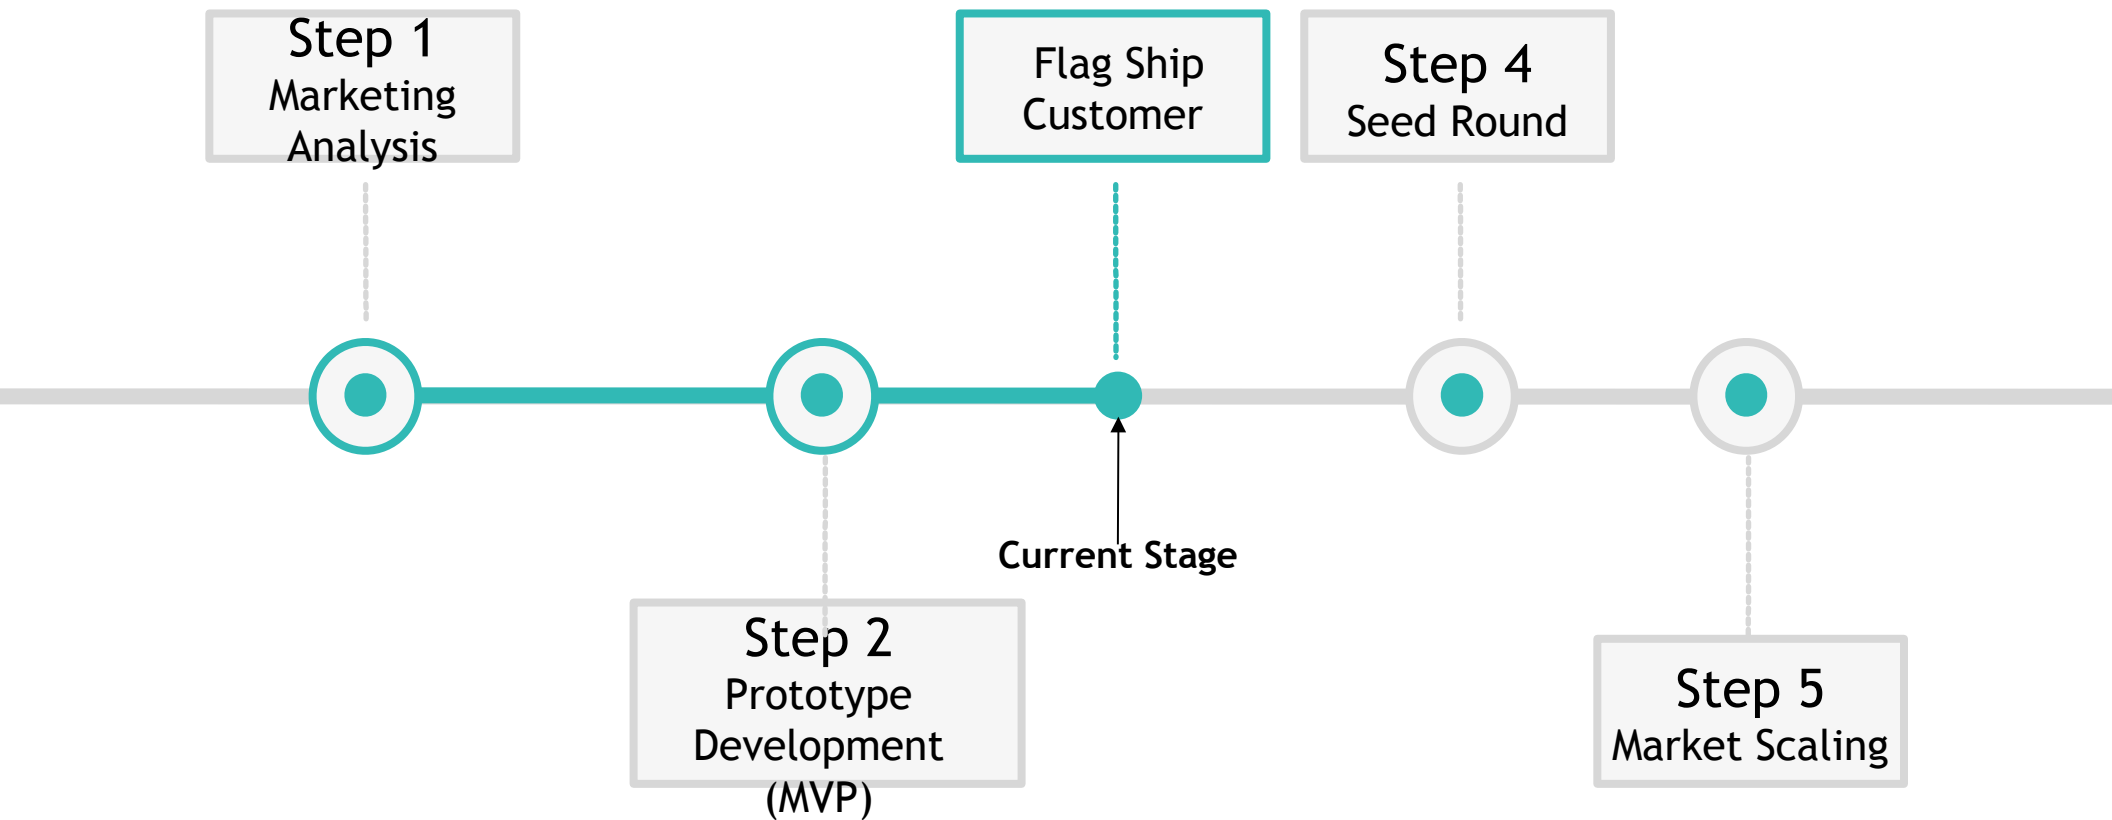 Step 1
Marketing
Analysis
Flag Ship
Customer
Step 4
Seed Round
Current Stage
Step 2
Prototype
Development
(MVP)
Step 5
Market Scaling